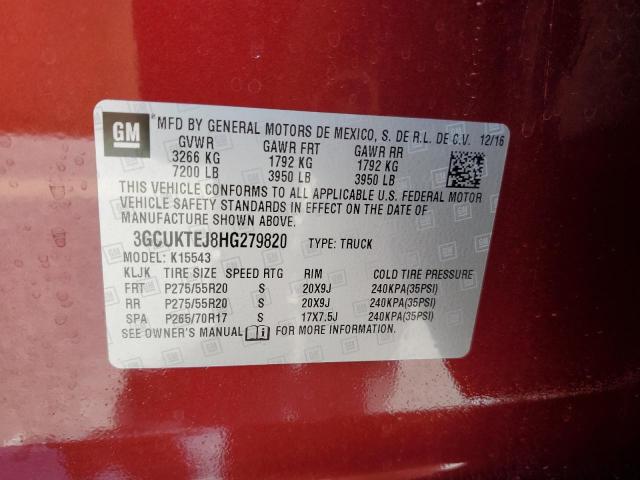 GM *MFD BY GENERAL MOTORS DE MEXICO, S. DE R.L. DE C.V. 12/16
GVWR GAWR FRT GAWR RR
3266 KG 1792 KG 1792 KG
7200 LB 3950 LB 3950 LB
THIS VEHICLE CONFORMS TO ALL APPLICABLE U.S. FEDERAL MOTOR
VEHICLE SAFETY STANDARDS IN EFFECT ON THE DATE OF
MANUFACTURE SHOWN ABOVE.
3GCUKTEJ8HG279820 TYPE: TRUCK
MODEL: K15543
KLJK TIRE SIZE SPEED RTG RIM COLD TIRE PRESSURE
FRT P275/55R20 S 20X9J 240KPA(35PSI)
RR P275/55R20 S 20X9J 240KPA(35PSI)
SPA P265/70R17 S 17X7.5J 240KPA(35PSI)
SEE OWNER'S MANUAL FOR MORE INFORMATION.